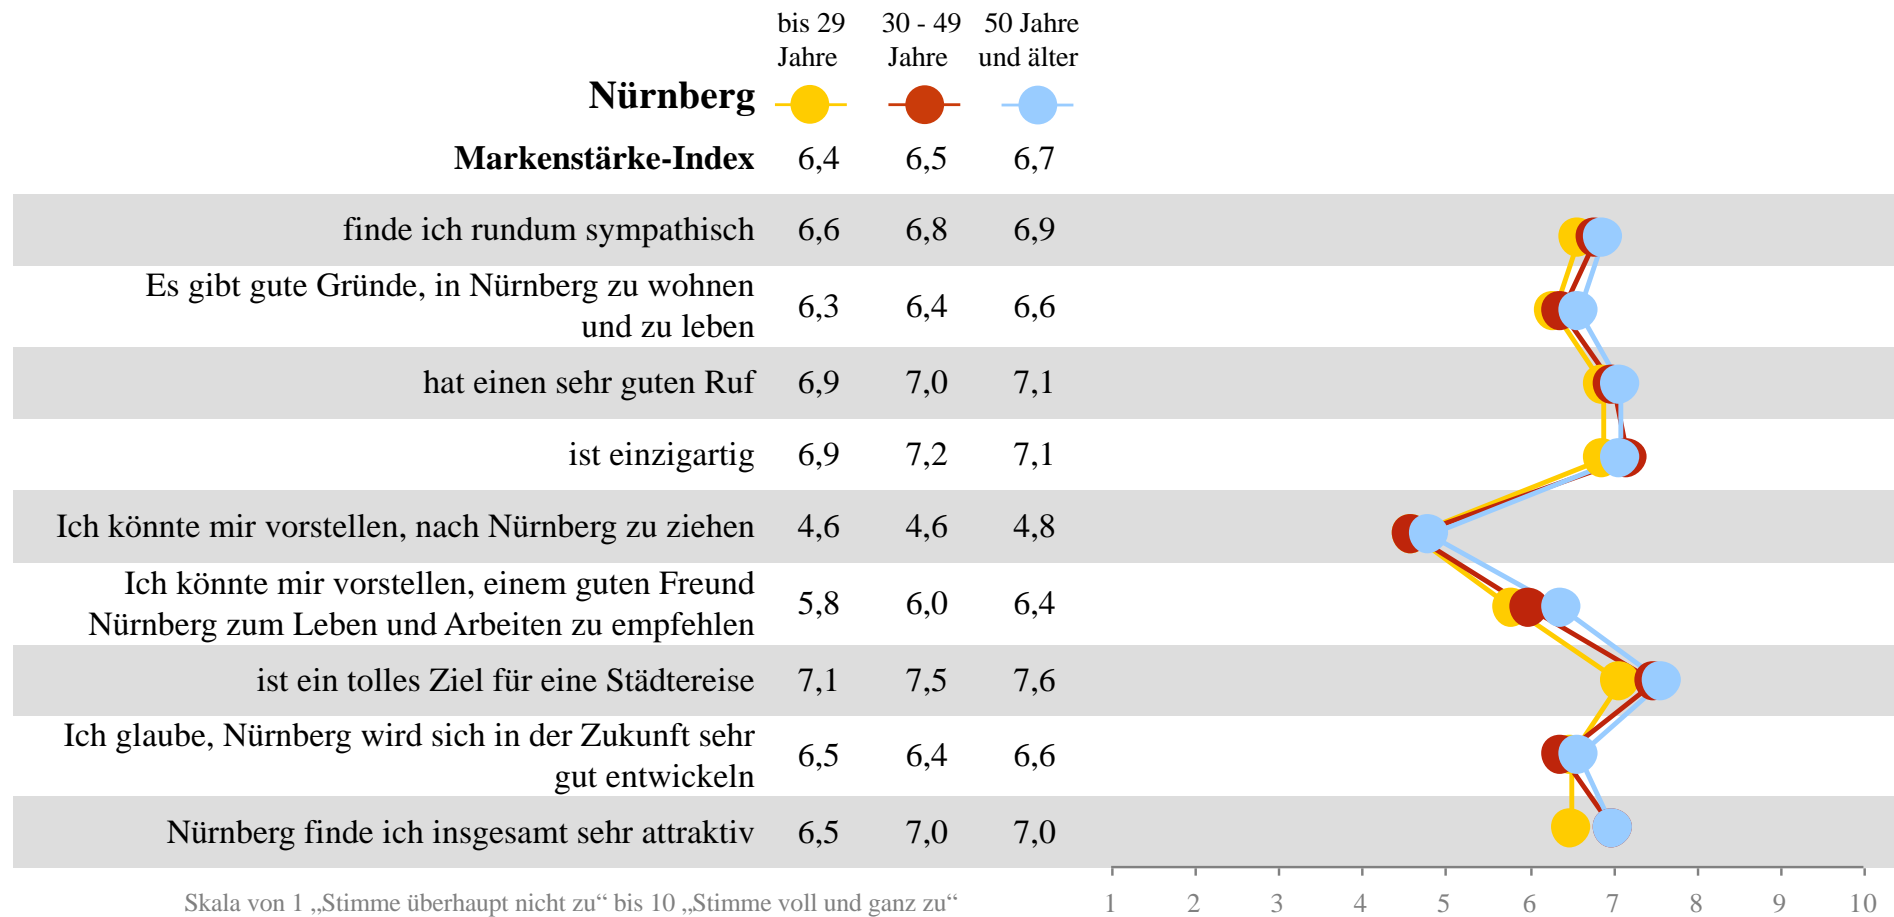 bis 29 30 - 49 50 Jahre
Jahre Jahre und älter
Nürnberg
Markenstärke-Index 6,4 6,5 6,7
finde ich rundum sympathisch 6,6 6,8 6,9
Es gibt gute Gründe, in Nürnberg zu wohnen
und zu leben 6,3 6,4 6,6
hat einen sehr guten Ruf 6,9 7,0 7,1
ist einzigartig 6,9 7,2 7,1
Ich könnte mir vorstellen, nach Nürnberg zu ziehen 4,6 4,6 4,8
Ich könnte mir vorstellen, einem guten Freund
Nürnberg zum Leben und Arbeiten zu empfehlen 5,8 6,0 6,4
ist ein tolles Ziel für eine Städtereise 7,1 7,5 7,6
Ich glaube, Nürnberg wird sich in der Zukunft sehr
gut entwickeln 6,5 6,4 6,6
Nürnberg finde ich insgesamt sehr attraktiv 6,5 7,0 7,0
Skala von 1 „Stimme überhaupt nicht zu“ bis 10 „Stimme voll und ganz zu“ 1 2 3 4 5 6 7 8 9 10